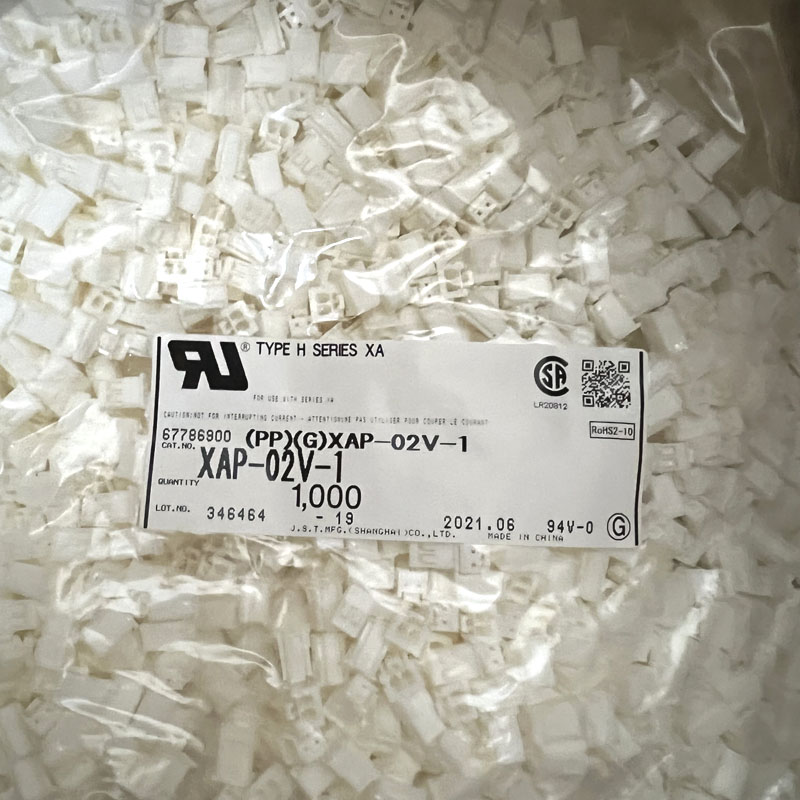 RU ® TYPE H SERIES XA
FOR USE WITH SERIES XA
CAUTION:NOT FOR INTERRUPTING CURRENT - ATTENTION:NE PAS UTILISER POUR COUPER LE COURANT
SA
LR20812
RoHS2-10
67786900 (PP)(G)XAP-02V-1
CAT.NO. XAP-02V-1
QUANTITY 1,000
LOT.NO. 346464 - 19 2021.06 94V-0 G
J.S.T.MFG.(SHANGHAI)CO.,LTD. MADE IN CHINA